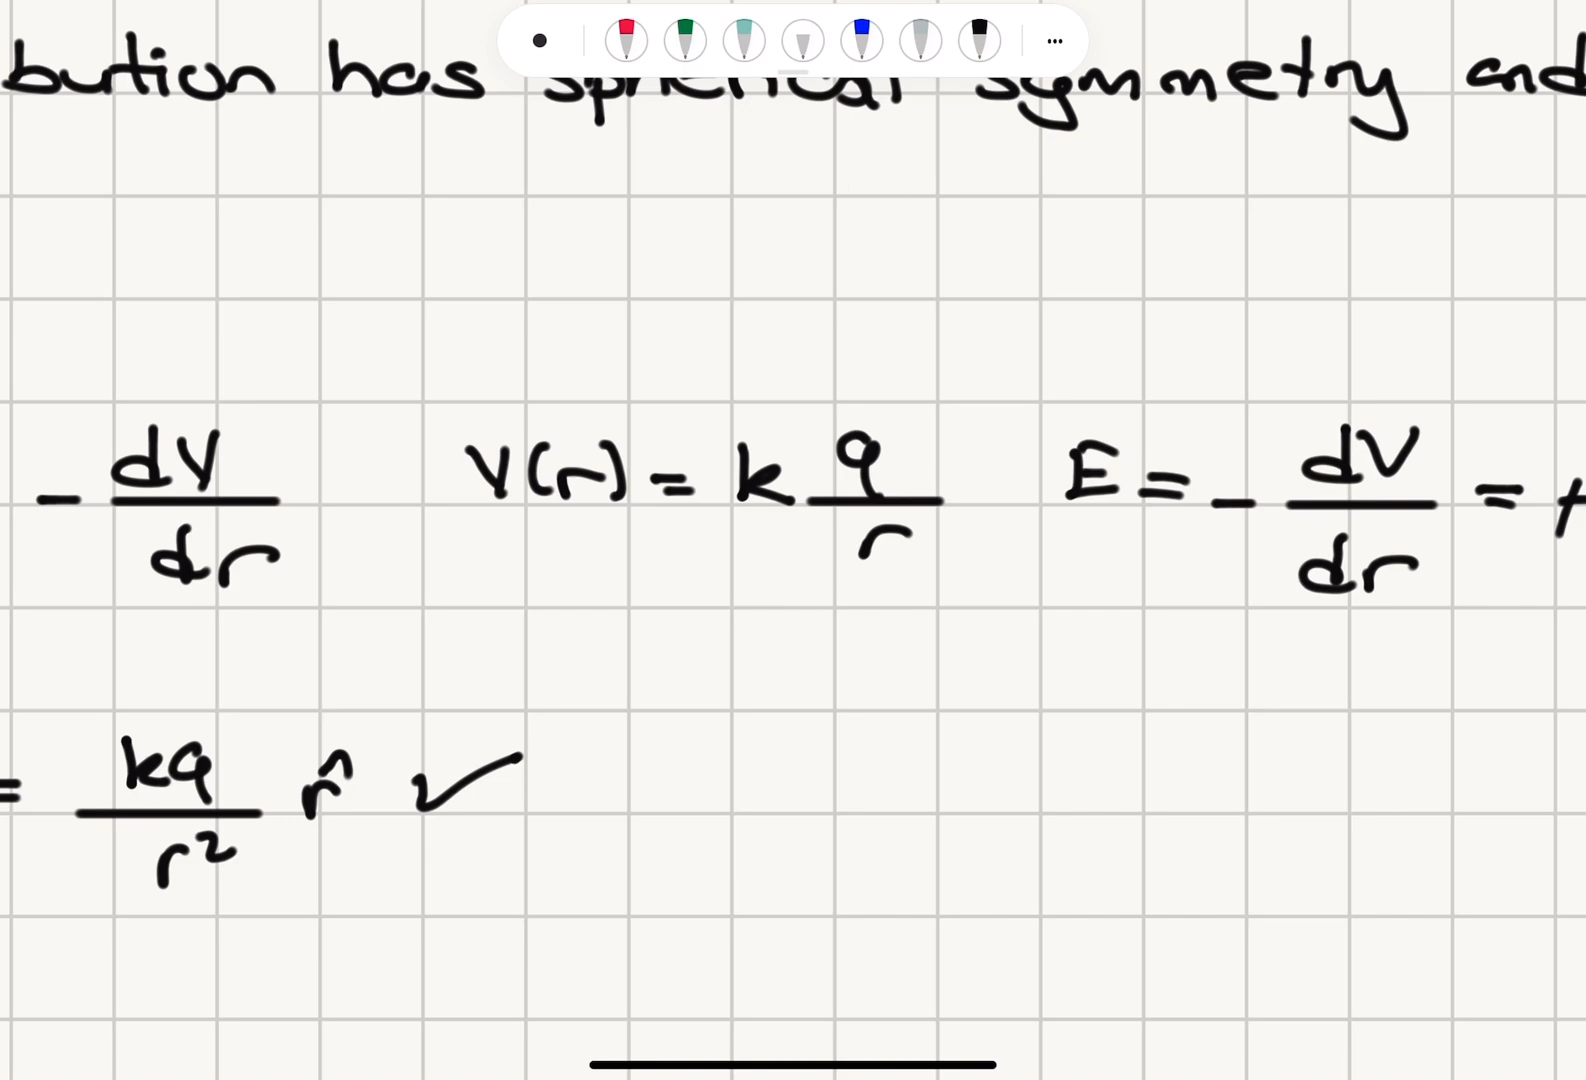 bution has spherical symmetry and
- dV/dr V(r) = k q/r E = - dV/dr = +
= kq/r² r̂ ✓